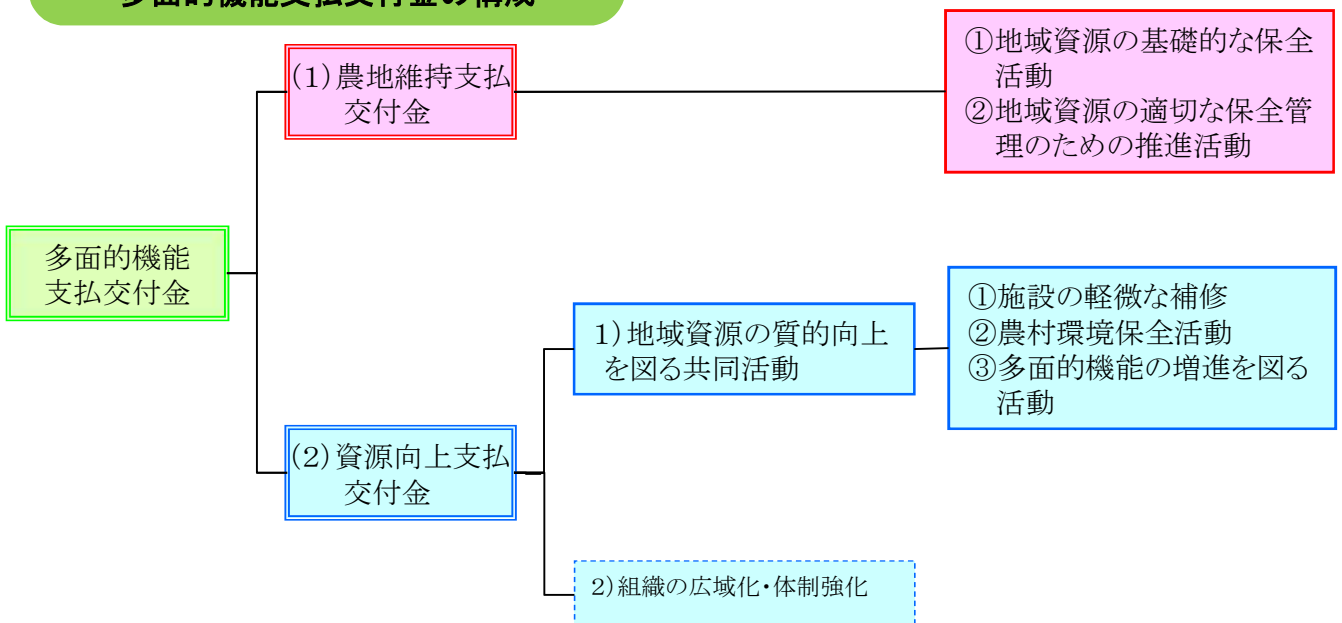 多面的機能支払交付金の構成
(1)農地維持支払
交付金
①地域資源の基礎的な保全
活動
②地域資源の適切な保全管
理のための推進活動
多面的機能
支払交付金
(2)資源向上支払
交付金
1)地域資源の質的向上
を図る共同活動
①施設の軽微な補修
②農村環境保全活動
③多面的機能の増進を図る
活動
2)組織の広域化・体制強化